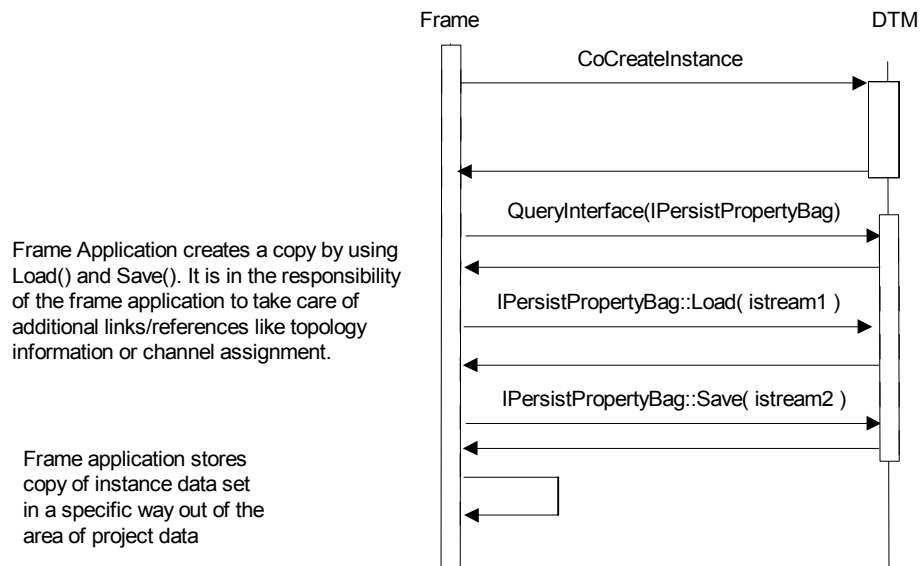 Frame
DTM
CoCreateInstance
QueryInterface(IPersistPropertyBag)
Frame Application creates a copy by using
Load() and Save(). It is in the responsibility
of the frame application to take care of
additional links/references like topology
information or channel assignment.
IPersistPropertyBag::Load( istream1 )
IPersistPropertyBag::Save( istream2 )
Frame application stores
copy of instance data set
in a specific way out of the
area of project data